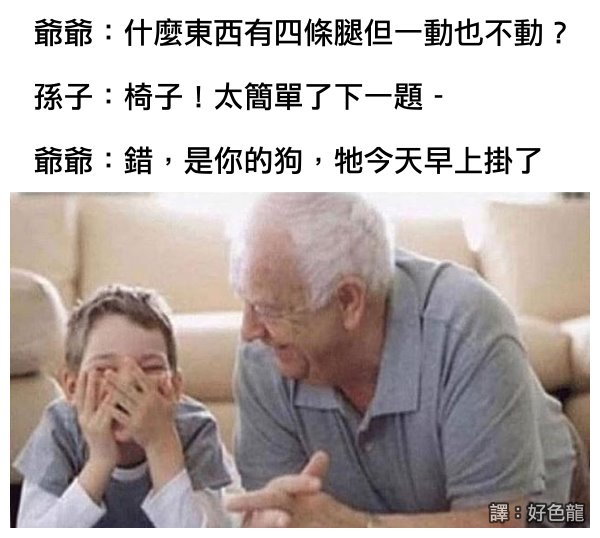 爺爺：什麼東西有四條腿但一動也不動？
孫子：椅子！太簡單了下一題 -
爺爺：錯，是你的狗，牠今天早上掛了
譯：好色龍